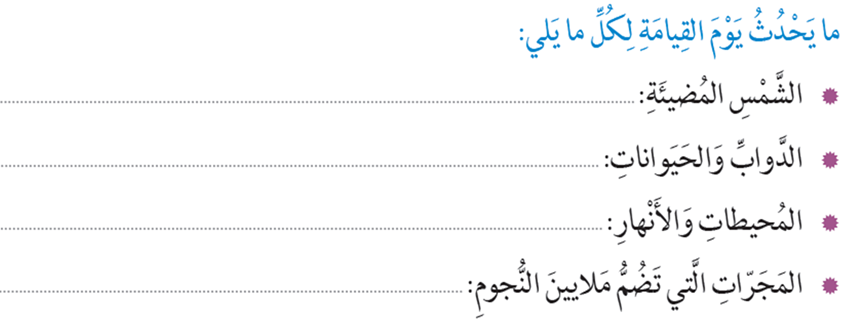 ما يَحْدُثُ يَوْمَ القِيامَةِ لِكُلِّ ما يَلي:
الشَّمْسِ المُضيئَةِ:
الدَّوابِّ وَالحَيَواناتِ:
المُحيطاتِ وَالأَنْهارِ:
المَجَرّاتِ الَّتي تَضُمُّ مَلايينَ النُّجومِ: